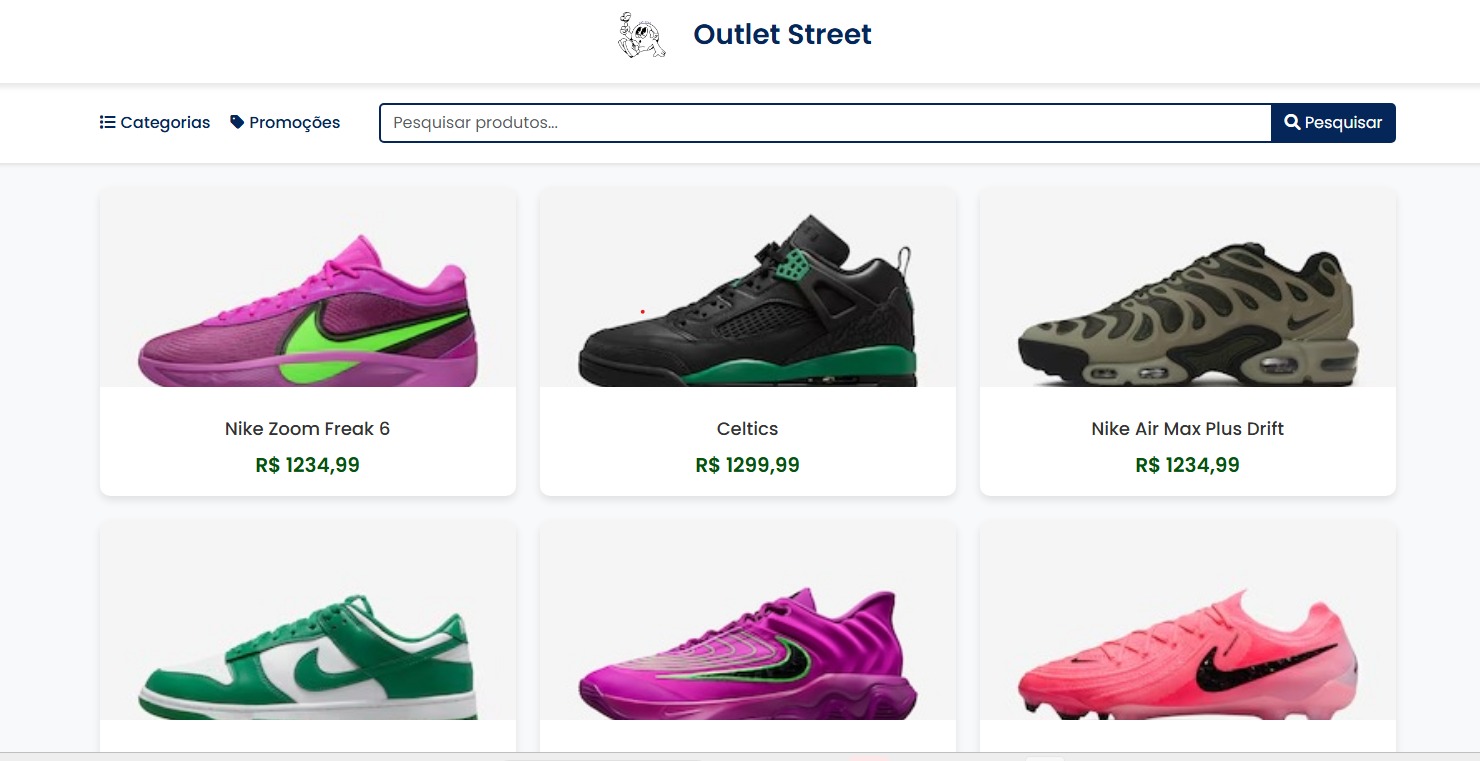 Outlet Street
Categorias
Promoções
Pesquisar produtos...
Pesquisar
Nike Zoom Freak 6
R$ 1234,99
Celtics
R$ 1299,99
Nike Air Max Plus Drift
R$ 1234,99